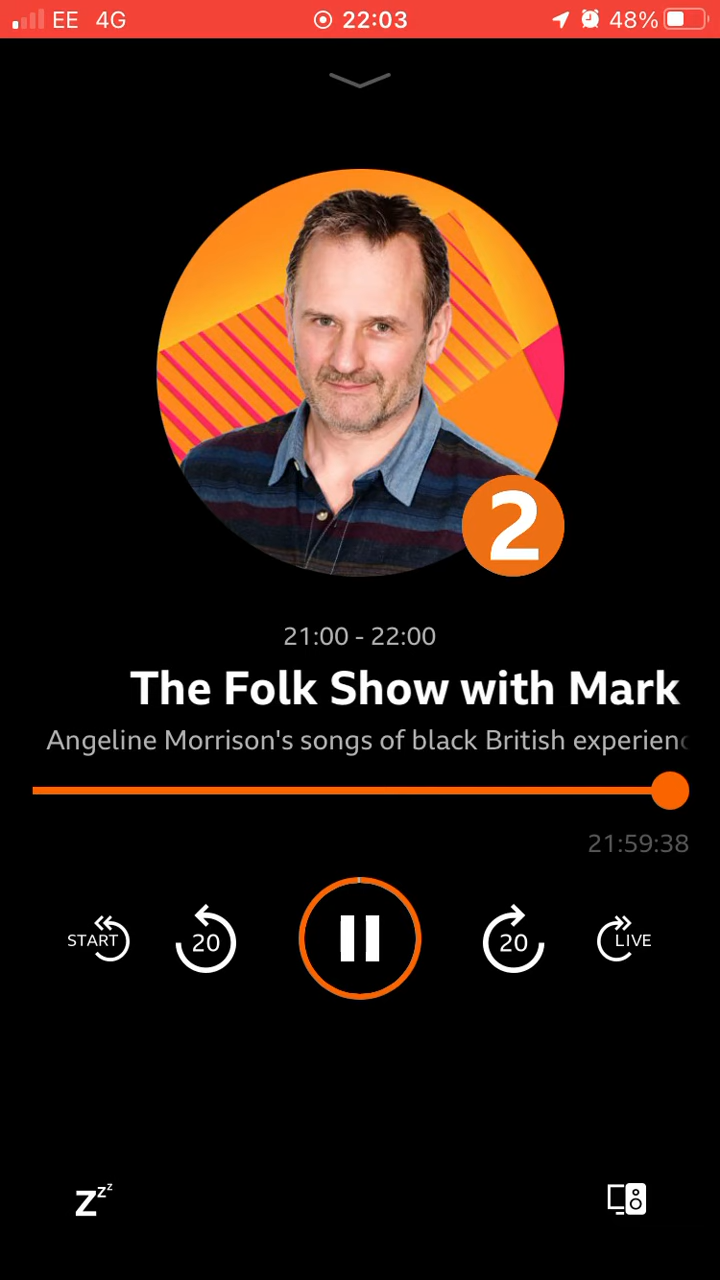 EE 4G 22:03 48%
2
21:00 - 22:00
The Folk Show with Mark
Angeline Morrison's songs of black British experienc
21:59:38
START 20 20 LIVE
Zzz